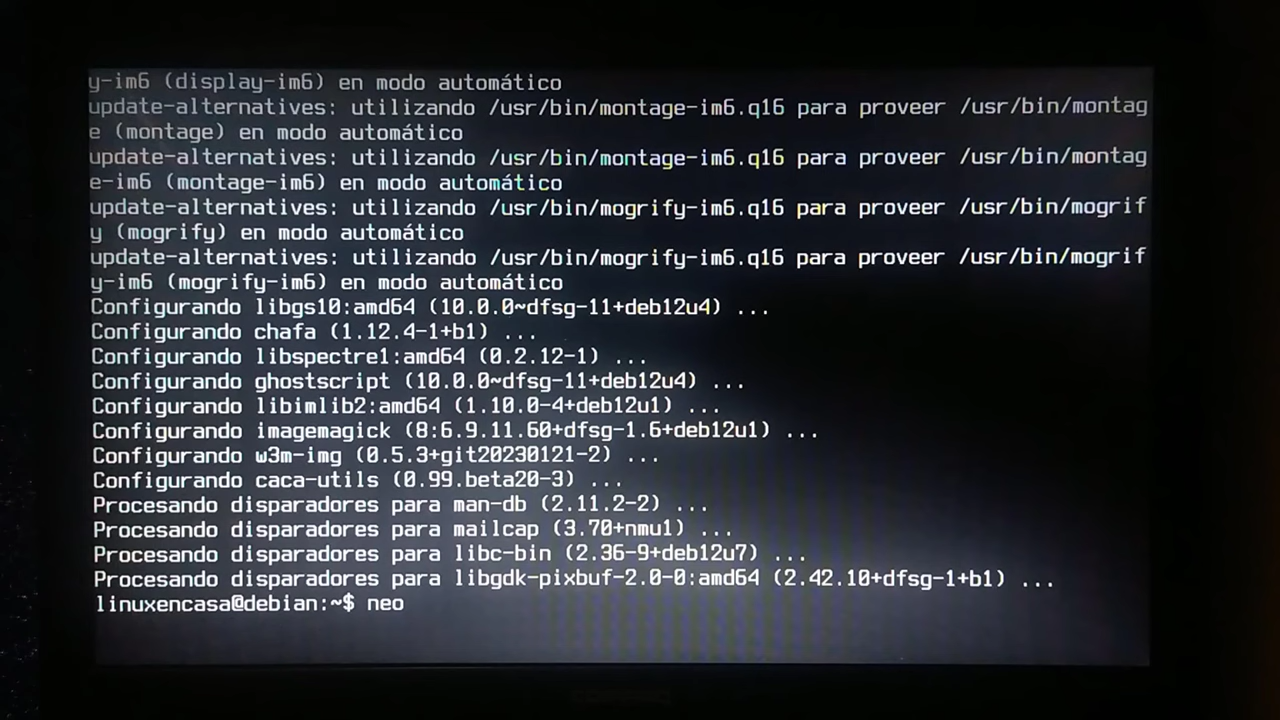 y-im6 (display-im6) en modo automático
update-alternatives: utilizando /usr/bin/montage-im6.q16 para proveer /usr/bin/montag
e (montage) en modo automático
update-alternatives: utilizando /usr/bin/montage-im6.q16 para proveer /usr/bin/montag
e-im6 (montage-im6) en modo automático
update-alternatives: utilizando /usr/bin/mogrify-im6.q16 para proveer /usr/bin/mogrif
y (mogrify) en modo automático
update-alternatives: utilizando /usr/bin/mogrify-im6.q16 para proveer /usr/bin/mogrif
y-im6 (mogrify-im6) en modo automático
Configurando libgs10:amd64 (10.0.0~dfsg-11+deb12u4) ...
Configurando chafa (1.12.4-1+b1) ...
Configurando libspectre1:amd64 (0.2.12-1) ...
Configurando ghostscript (10.0.0~dfsg-11+deb12u4) ...
Configurando libimlib2:amd64 (1.10.0-4+deb12u1) ...
Configurando imagemagick (8:6.9.11.60+dfsg-1.6+deb12u1) ...
Configurando w3m-img (0.5.3+git20230121-2) ...
Configurando caca-utils (0.99.beta20-3) ...
Procesando disparadores para man-db (2.11.2-2) ...
Procesando disparadores para mailcap (3.70+nmu1) ...
Procesando disparadores para libc-bin (2.36-9+deb12u7) ...
Procesando disparadores para libgdk-pixbuf-2.0-0:amd64 (2.42.10+dfsg-1+b1) ...
linuxencasa@debian:~$ neo